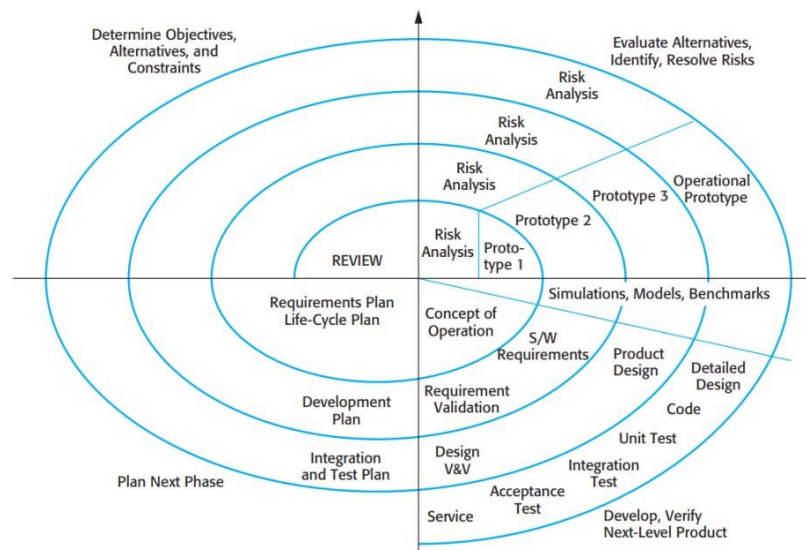 Determine Objectives,
Alternatives, and
Constraints
Evaluate Alternatives,
Identify, Resolve Risks
Risk
Analysis
Risk
Analysis
Risk
Analysis
Risk
Analysis
Proto-
type 1
Prototype 2
Prototype 3
Operational
Prototype
REVIEW
Requirements Plan
Life-Cycle Plan
Concept of
Operation
Simulations, Models, Benchmarks
S/W
Requirements
Product
Design
Detailed
Design
Development
Plan
Requirement
Validation
Code
Unit Test
Integration
and Test Plan
Design
V&V
Integration
Test
Acceptance
Test
Service
Plan Next Phase
Develop, Verify
Next-Level Product